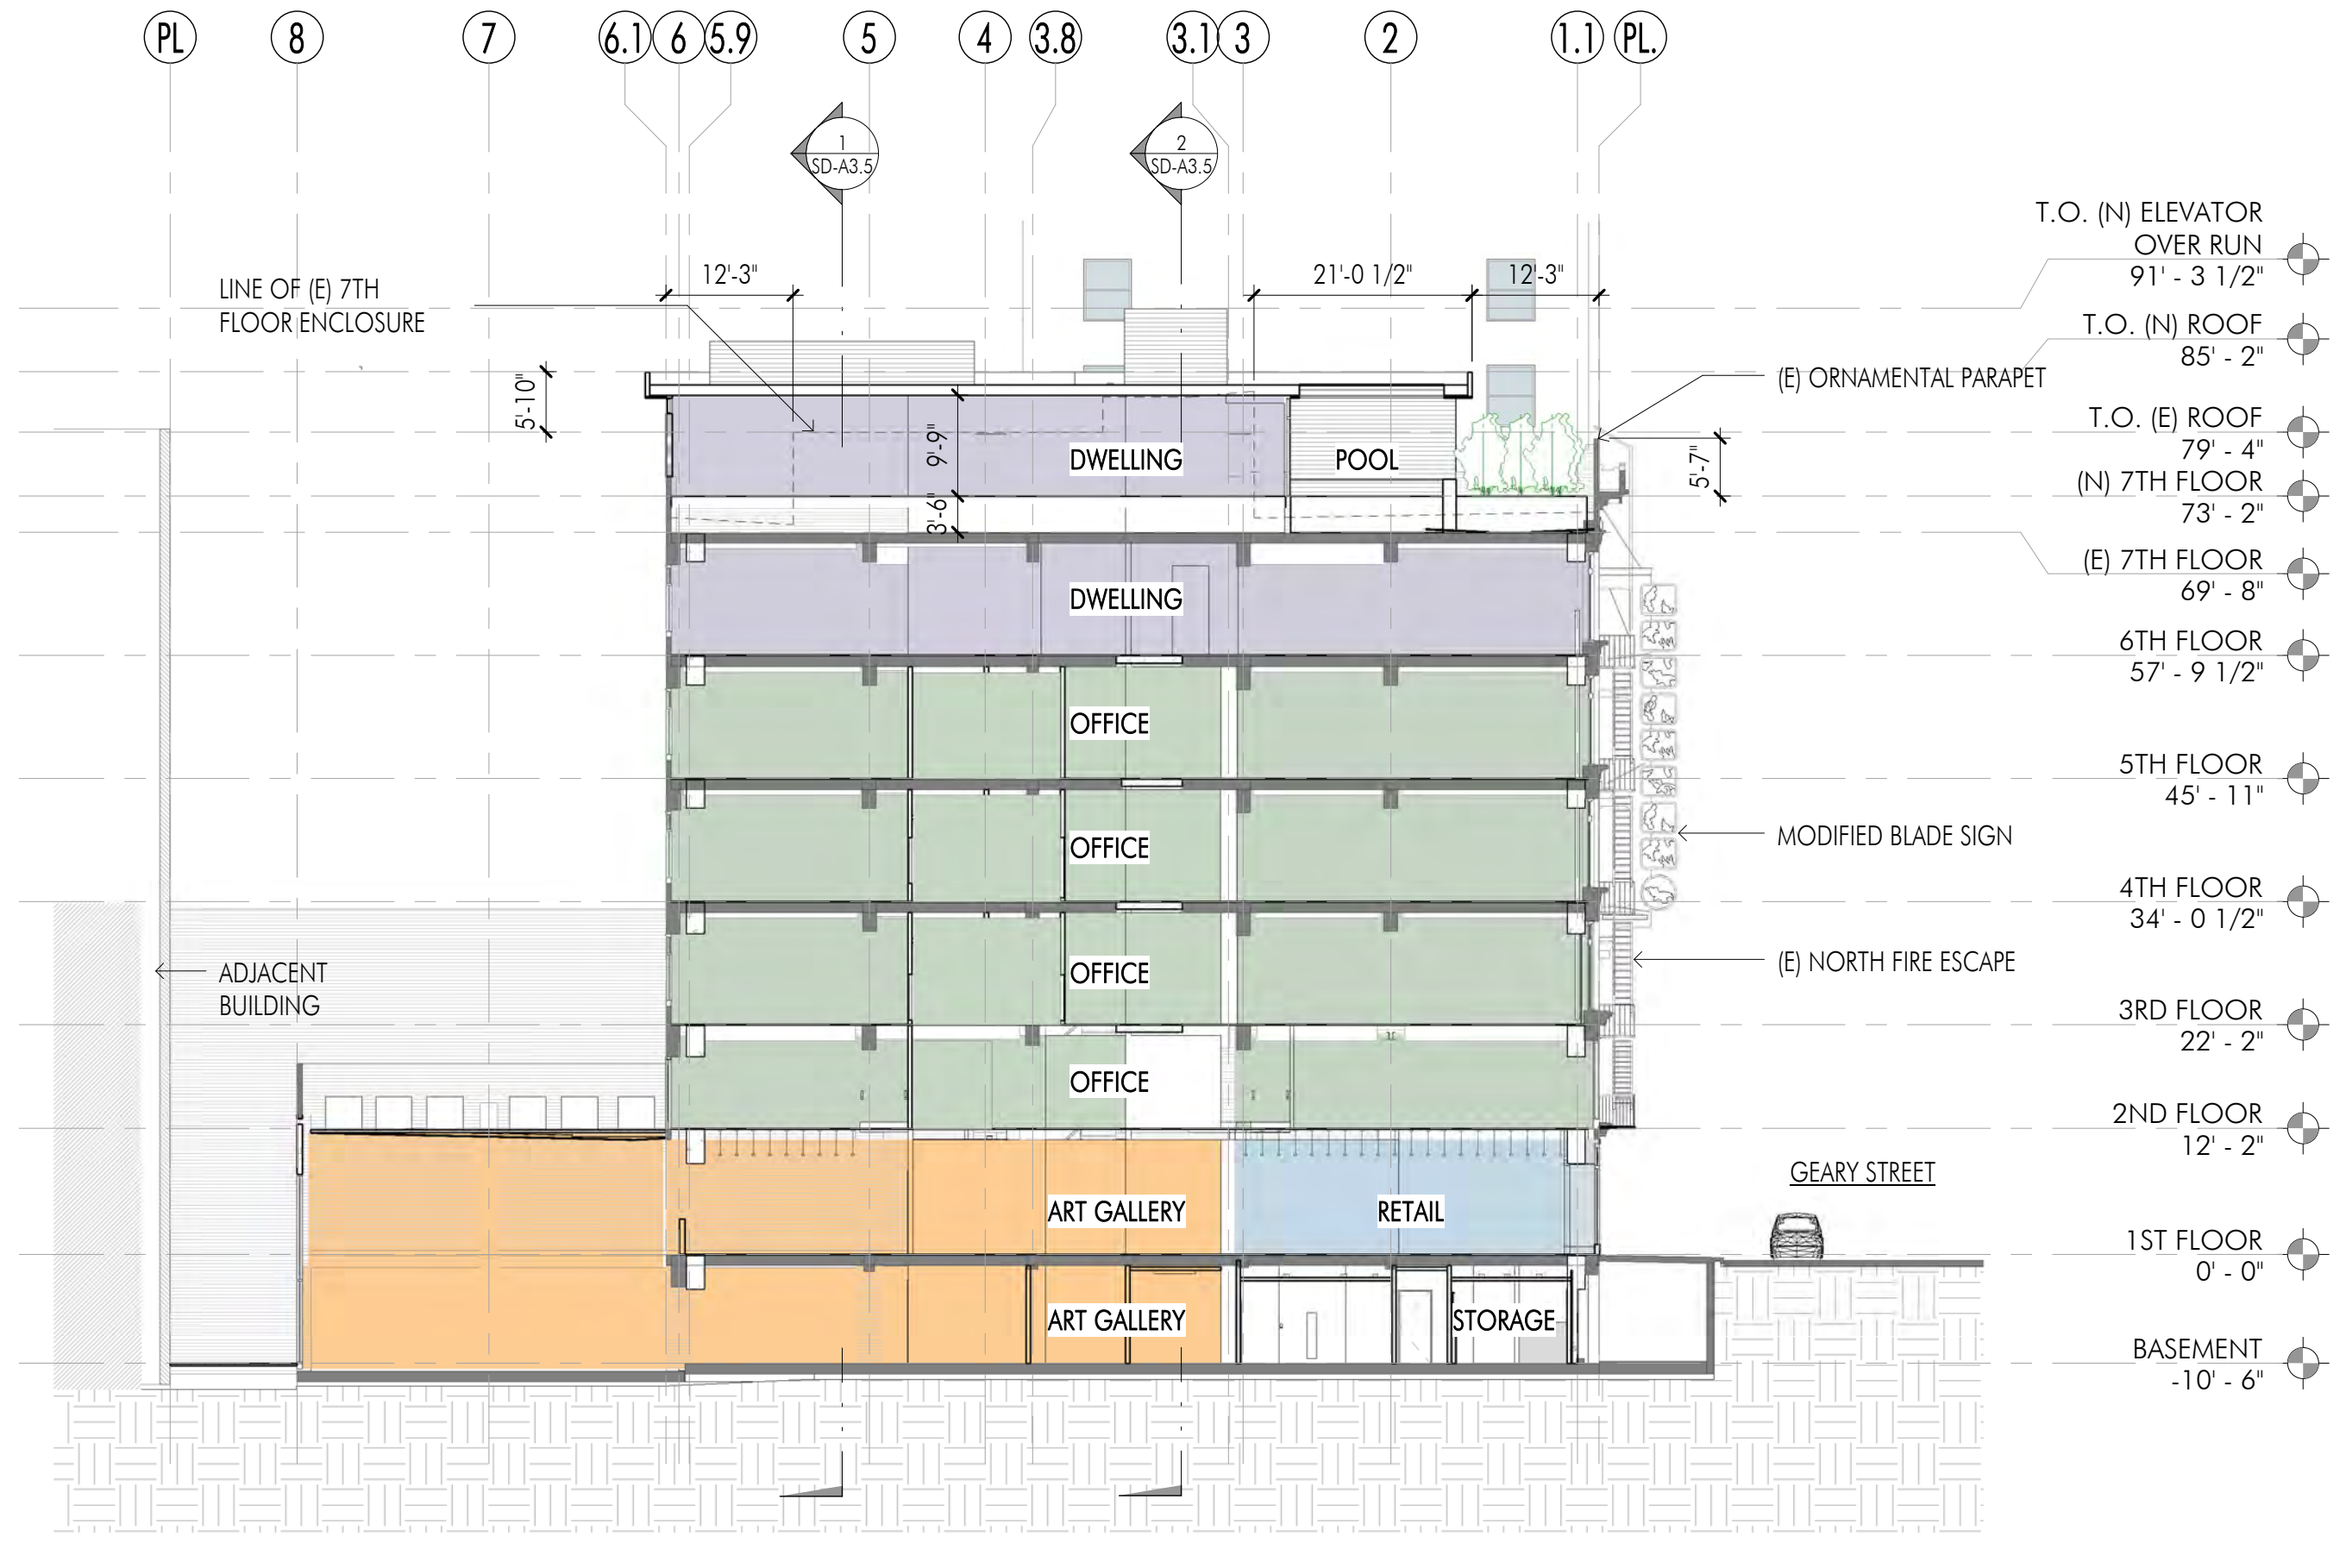 PL 8 7 6.1 6 5.9 5 4 3.8 3.1 3 2 1.1 PL.
1
SD-A3.5
2
SD-A3.5
T.O. (N) ELEVATOR
OVER RUN
91' - 3 1/2"
12'-3"
21'-0 1/2"
12'-3"
LINE OF (E) 7TH
FLOOR ENCLOSURE
T.O. (N) ROOF
85' - 2"
5'-10"
(E) ORNAMENTAL PARAPET
T.O. (E) ROOF
79' - 4"
9'-9"
DWELLING
POOL
5'-7"
(N) 7TH FLOOR
73' - 2"
3'-6"
(E) 7TH FLOOR
69' - 8"
DWELLING
6TH FLOOR
57' - 9 1/2"
OFFICE
5TH FLOOR
45' - 11"
OFFICE
MODIFIED BLADE SIGN
4TH FLOOR
34' - 0 1/2"
ADJACENT
BUILDING
OFFICE
(E) NORTH FIRE ESCAPE
3RD FLOOR
22' - 2"
OFFICE
2ND FLOOR
12' - 2"
GEARY STREET
ART GALLERY
RETAIL
1ST FLOOR
0' - 0"
ART GALLERY
STORAGE
BASEMENT
-10' - 6"